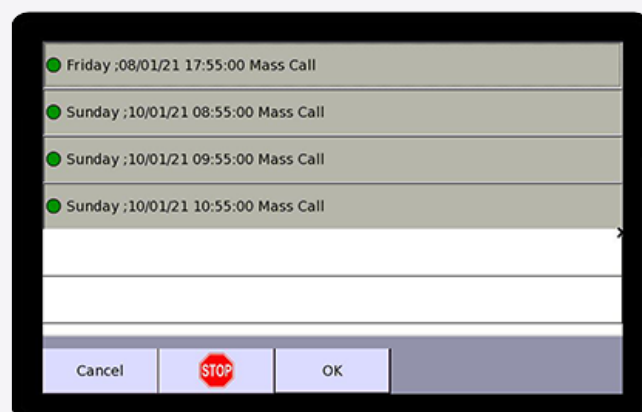 Friday ;08/01/21 17:55:00 Mass Call
Sunday ;10/01/21 08:55:00 Mass Call
Sunday ;10/01/21 09:55:00 Mass Call
Sunday ;10/01/21 10:55:00 Mass Call
Cancel STOP OK